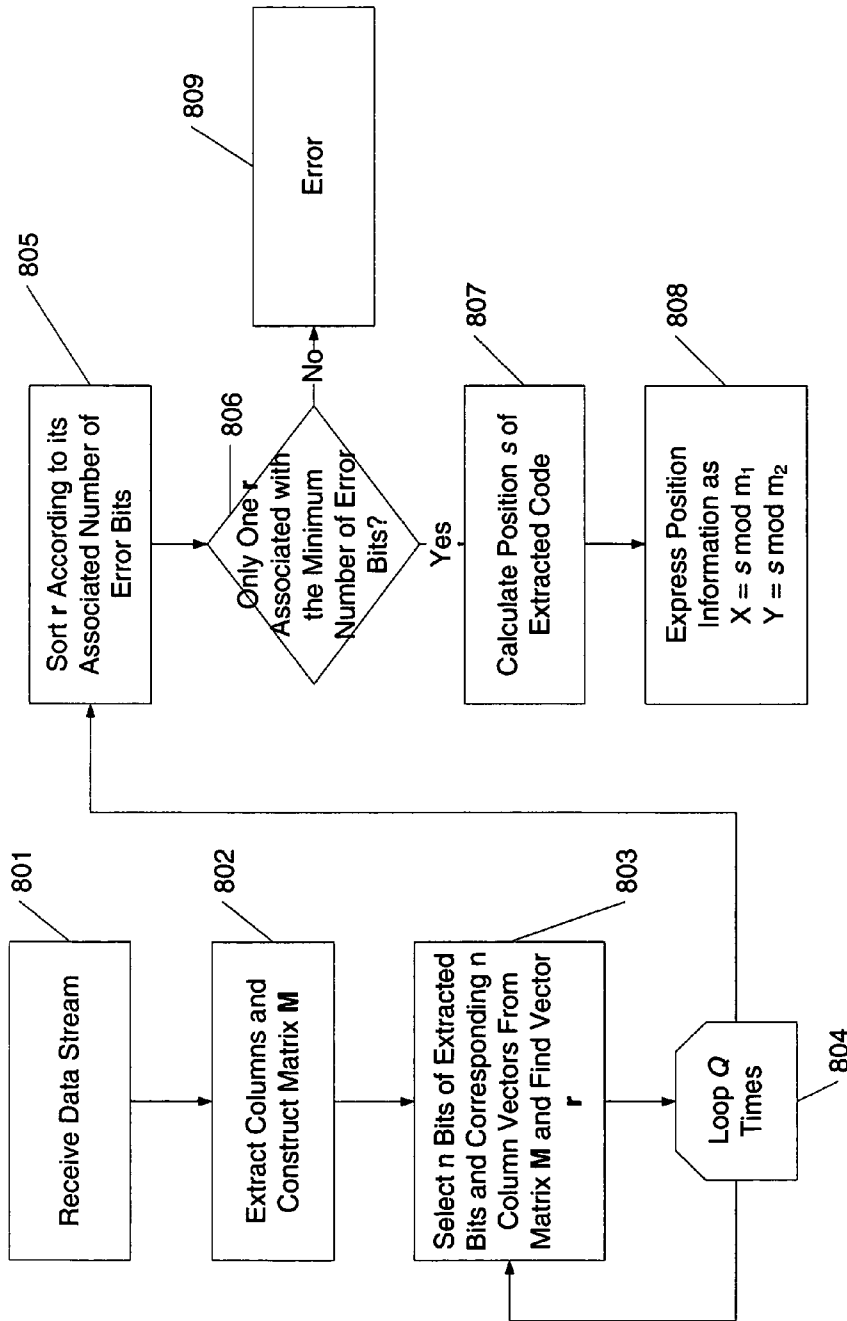 801
Receive Data Stream
802
Extract Columns and
Construct Matrix M
803
Select n Bits of Extracted
Bits and Corresponding n
Column Vectors From
Matrix M and Find Vector
r
Loop Q
Times
804
805
Sort r According to its
Associated Number of
Error Bits
806
Only One r
Associated with
the Minimum
Number of Error
Bits?
No
809
Error
Yes
807
Calculate Position s of
Extracted Code
808
Express Position
Information as
X = s mod m₁
Y = s mod m₂